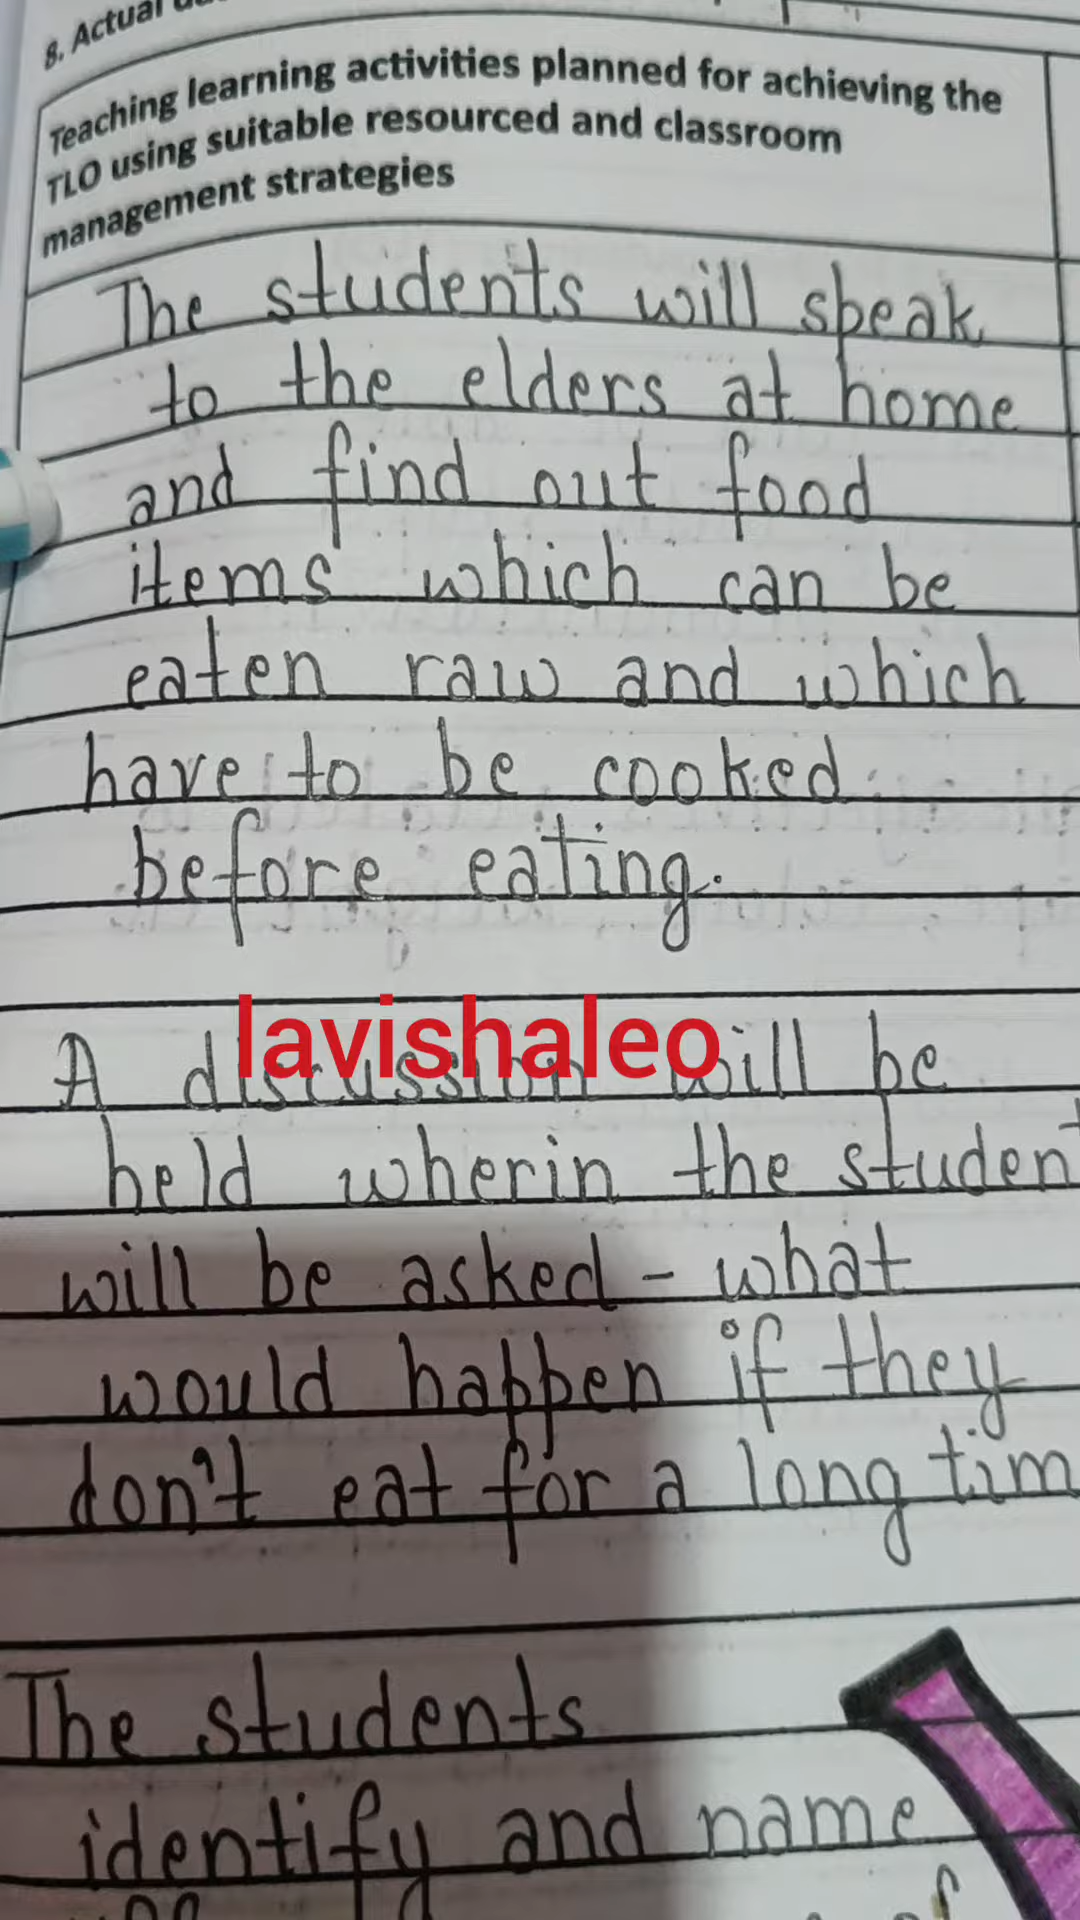 8. Actual
Teaching learning activities planned for achieving the
TLO using suitable resourced and classroom
management strategies
The students will speak
to the elders at home
and find out food
items which can be
eaten raw and which
have to be cooked
before eating.
lavishaleo
A discussion will be
held wherin the student
will be asked - what
would happen if they
don't eat for a long tim
The students
identify and name